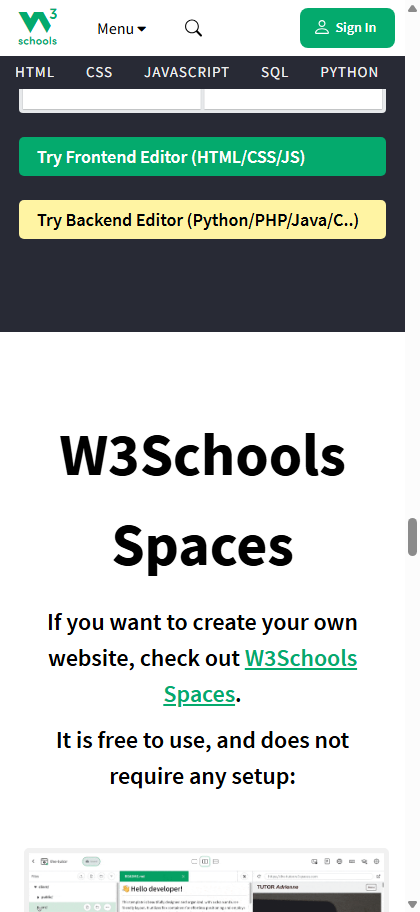 3
schools
Menu
Sign In
HTML CSS JAVASCRIPT SQL PYTHON
Try Frontend Editor (HTML/CSS/JS)
Try Backend Editor (Python/PHP/Java/C..)
W3Schools
Spaces
If you want to create your own
website, check out W3Schools
Spaces.
It is free to use, and does not
require any setup:
Hello developer!
TUTOR Adrienne